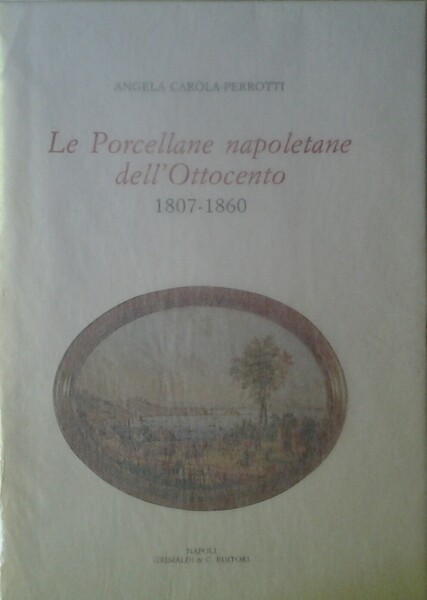 ANGELA CAROLA-PERROTTI
Le Porcellane napoletane
dell'Ottocento
1807-1860
NAPOLI
GRIMALDI & C. EDITORI